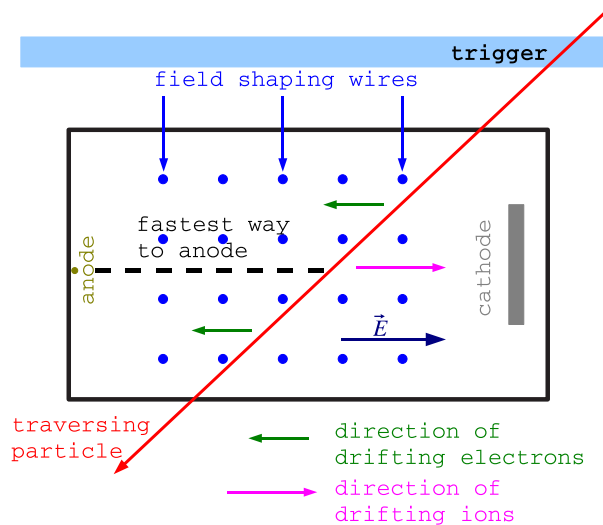 trigger
field shaping wires
fastest way
to anode
anode
cathode
E
traversing
particle
direction of
drifting electrons
direction of
drifting ions